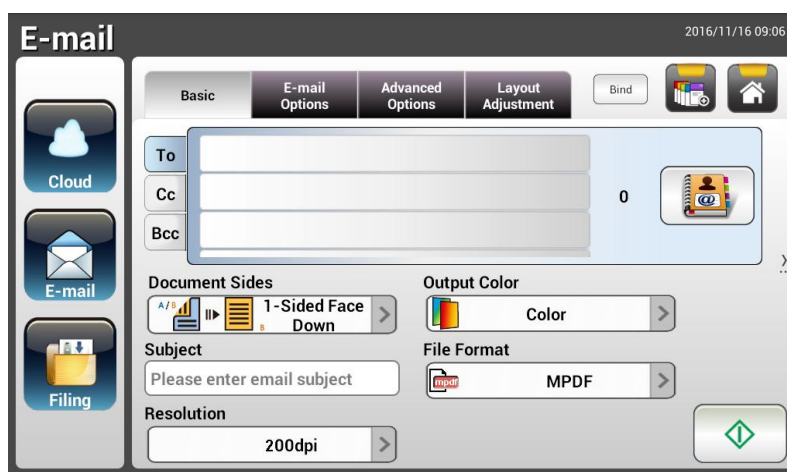 E-mail
2016/11/16 09:06
Basic
E-mail Options
Advanced Options
Layout Adjustment
Bind
Cloud
E-mail
Filing
To
Cc
Bcc
0
@
Document Sides
A/B
B
1-Sided Face Down
Output Color
Color
Subject
Please enter email subject
File Format
mpdf
MPDF
Resolution
200dpi